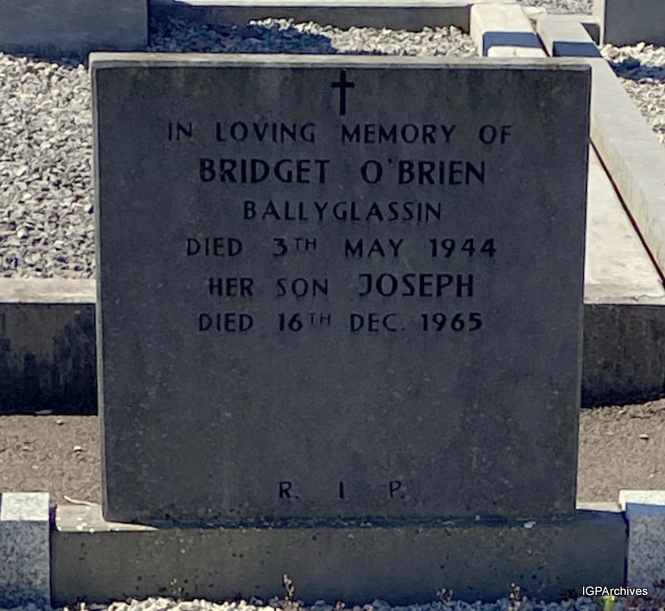 IN LOVING MEMORY OF
BRIDGET O'BRIEN
BALLYGLASSIN
DIED 3TH MAY 1944
HER SON JOSEPH
DIED 16TH DEC. 1965
R. I P.
IGPArchives